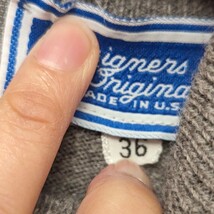 igners
Origina
ADE IN U.S
36